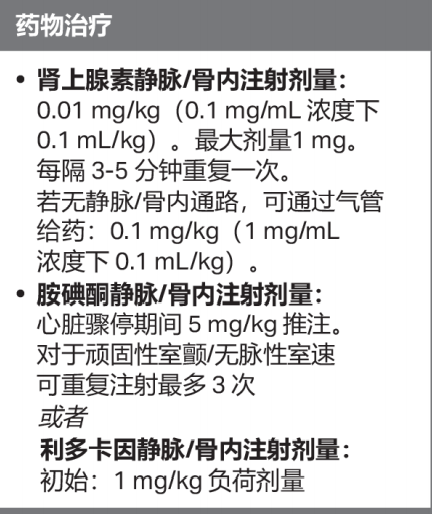 药物治疗
• 肾上腺素静脉/骨内注射剂量：
0.01 mg/kg（0.1 mg/mL 浓度下
0.1 mL/kg）。最大剂量1 mg。
每隔 3-5 分钟重复一次。
若无静脉/骨内通路，可通过气管
给药：0.1 mg/kg（1 mg/mL
浓度下 0.1 mL/kg）。
• 胺碘酮静脉/骨内注射剂量：
心脏骤停期间 5 mg/kg 推注。
对于顽固性室颤/无脉性室速
可重复注射最多 3 次
或者
利多卡因静脉/骨内注射剂量：
初始：1 mg/kg 负荷剂量